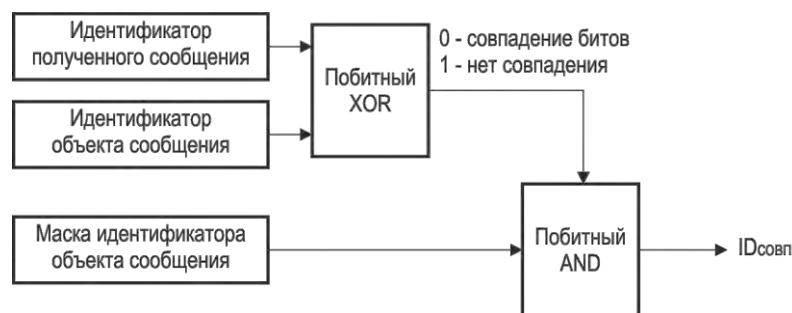 Идентификатор
полученного сообщения
Идентификатор
объекта сообщения
Побитный
XOR
0 - совпадение битов
1 - нет совпадения
Маска идентификатора
объекта сообщения
Побитный
AND
IDсовп